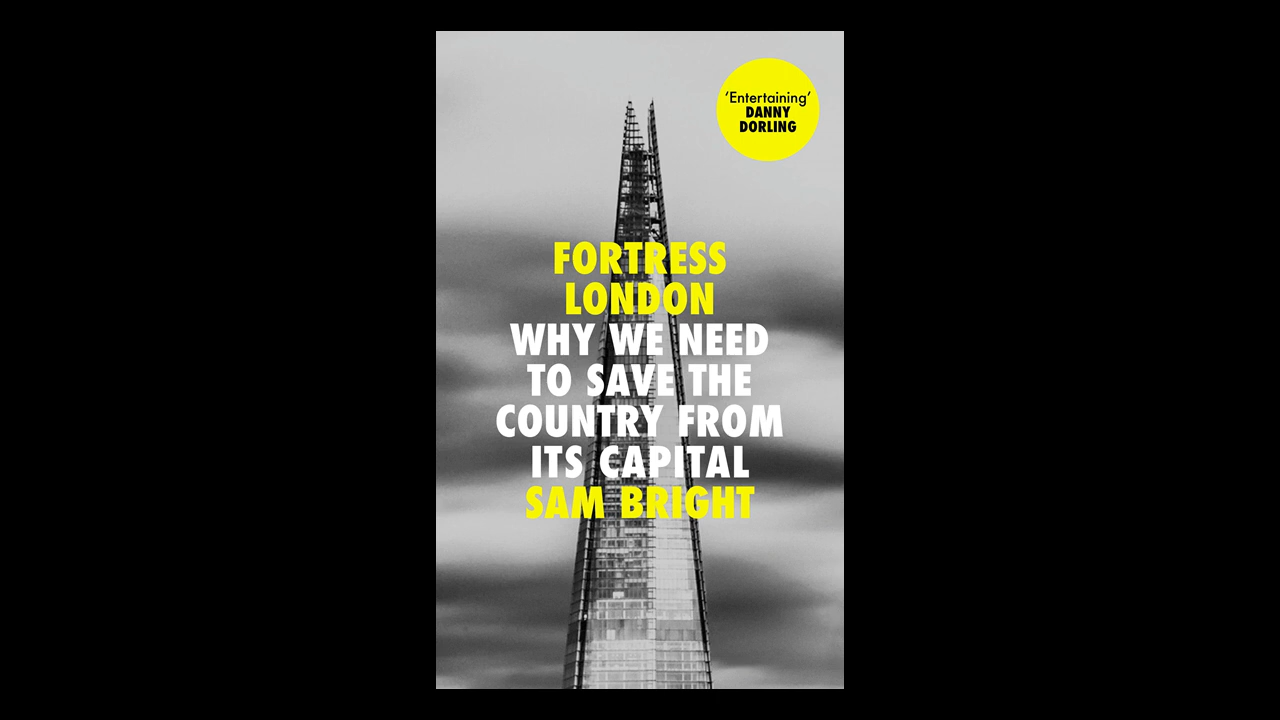 ‘Entertaining’
DANNY
DORLING
FORTRESS
LONDON
WHY WE NEED
TO SAVE THE
COUNTRY FROM
ITS CAPITAL
SAM BRIGHT